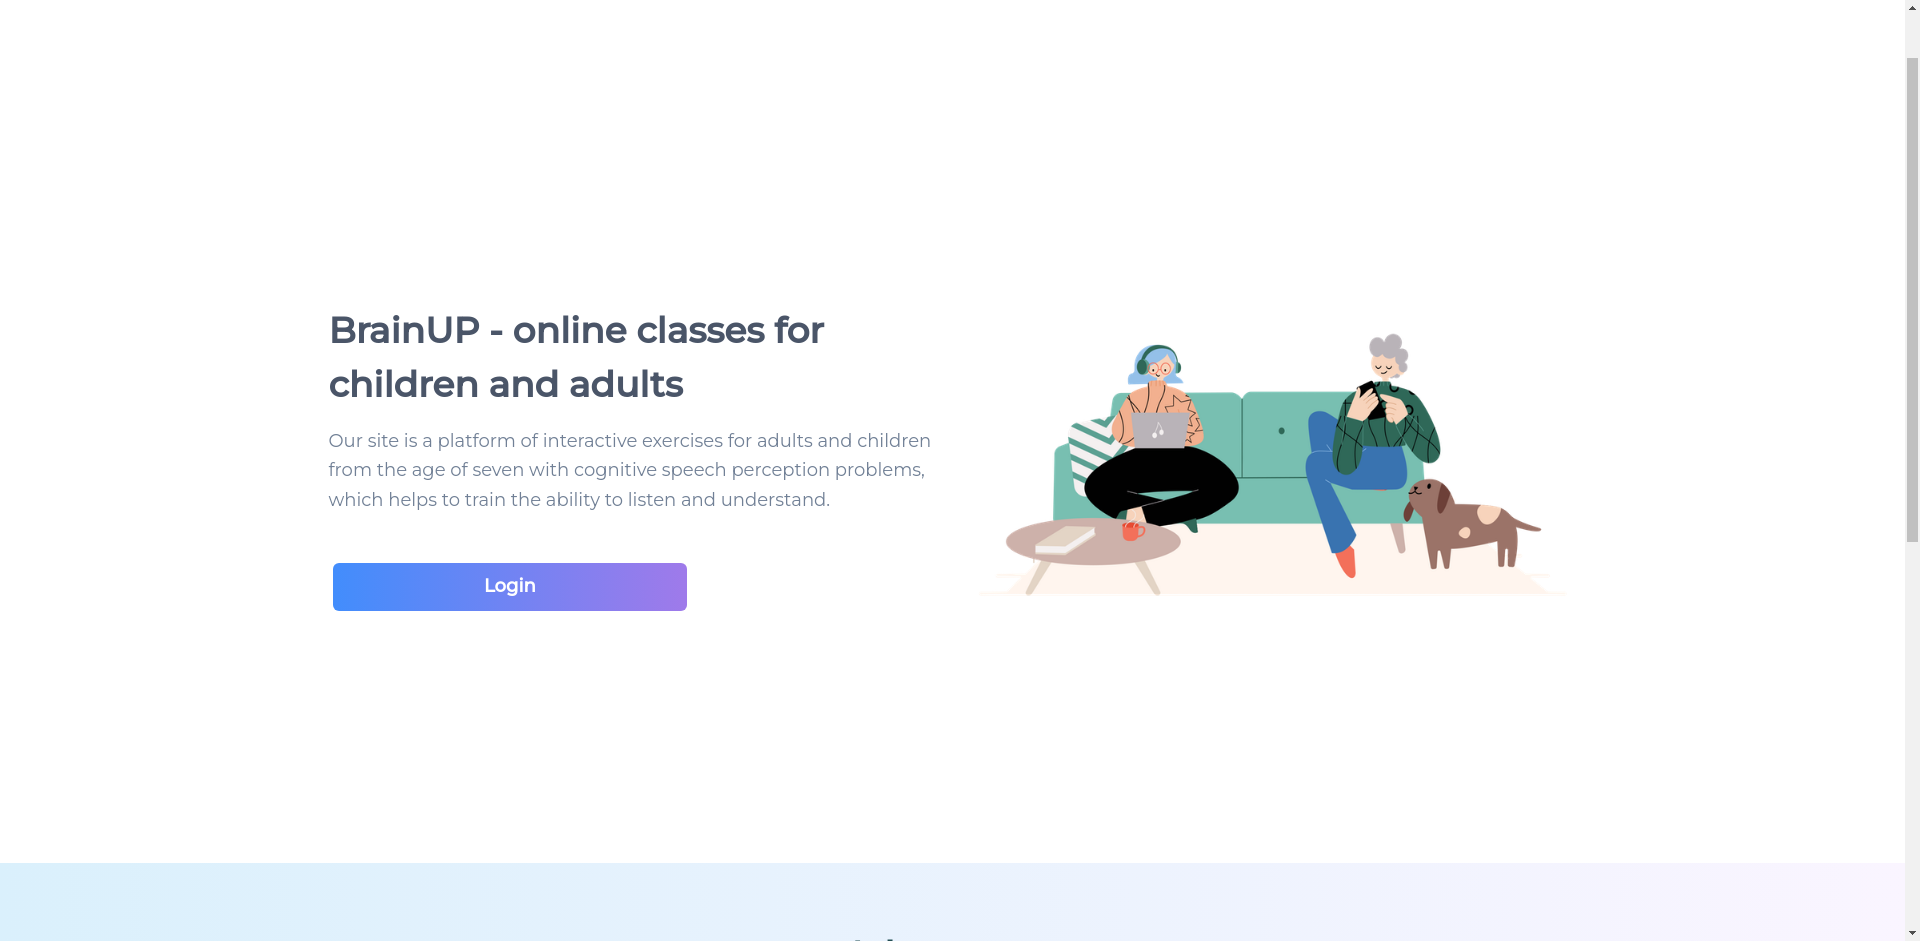 BrainUP - online classes for
children and adults
Our site is a platform of interactive exercises for adults and children
from the age of seven with cognitive speech perception problems,
which helps to train the ability to listen and understand.
Login